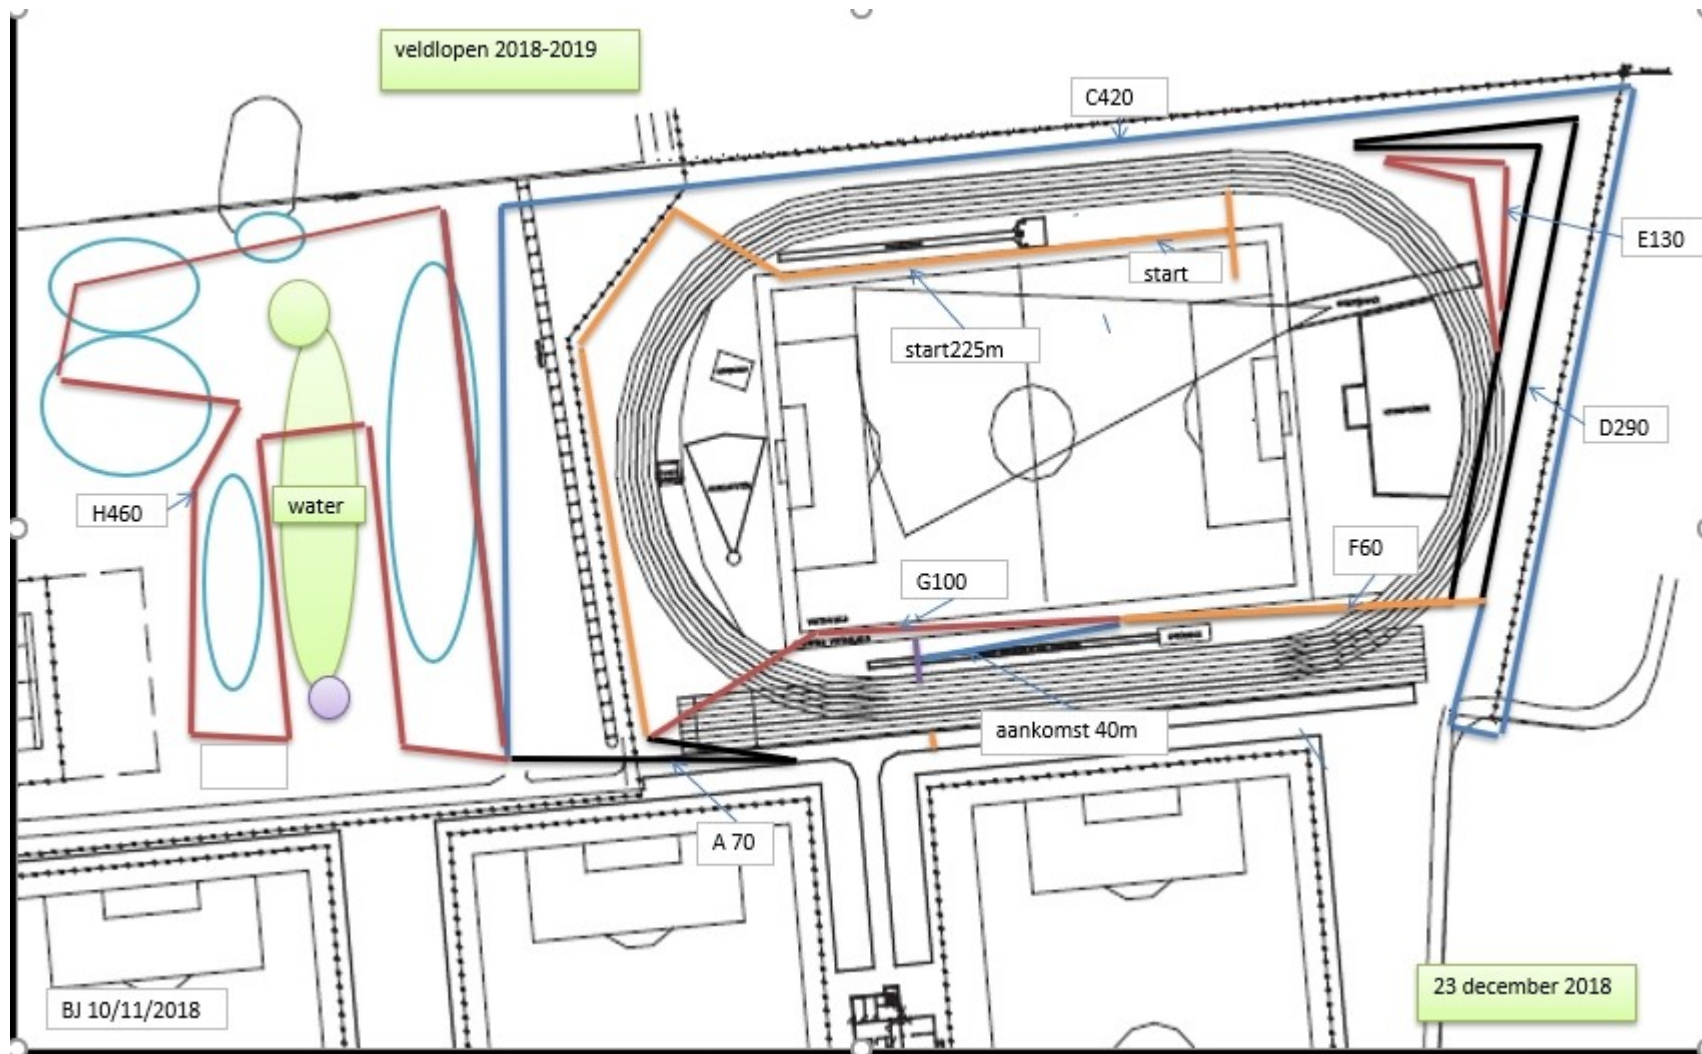 veldlopen 2018-2019
C420
E130
start
start225m
D290
H460
water
F60
G100
aankomst 40m
A 70
23 december 2018
BJ 10/11/2018